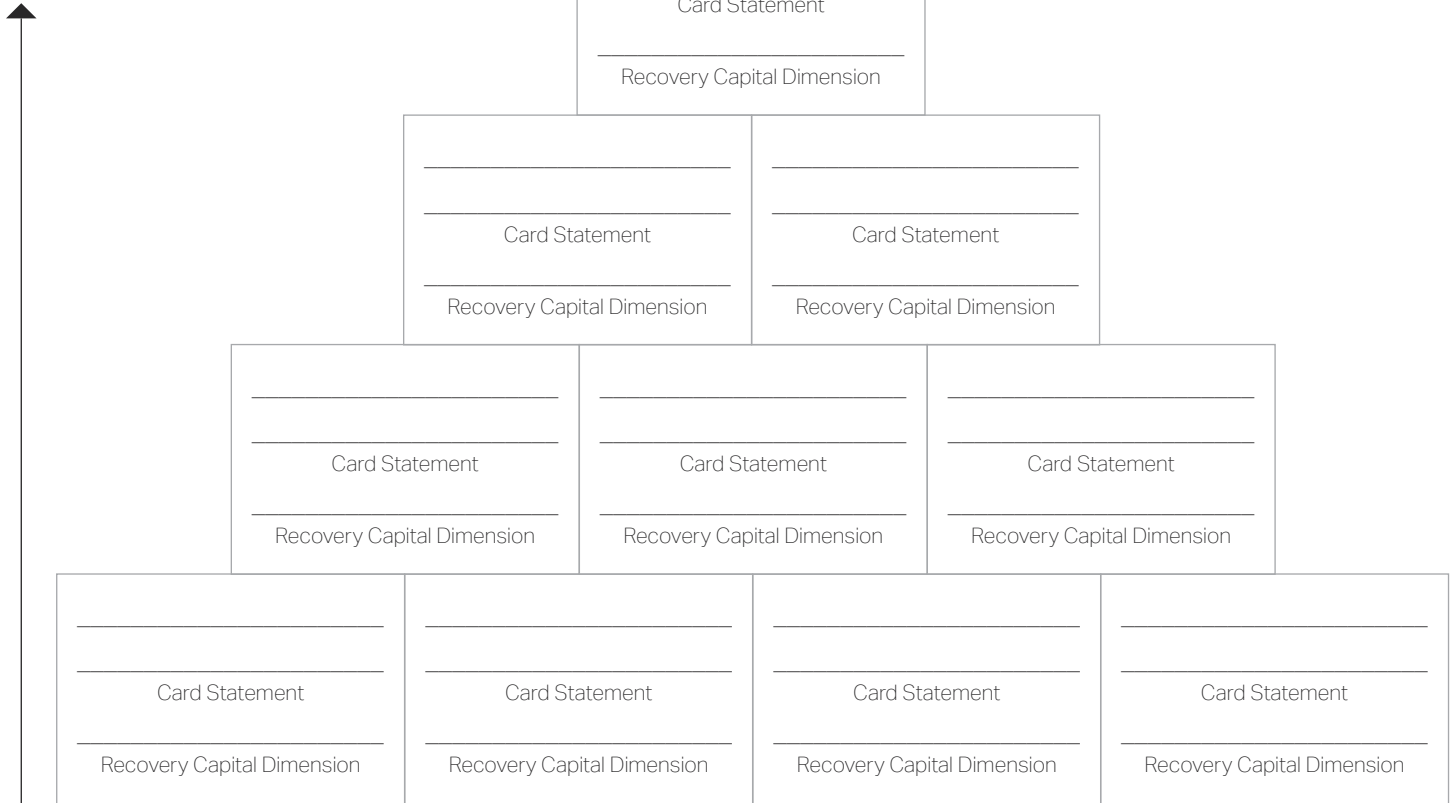 Card Statement
Recovery Capital Dimension
Card Statement Card Statement
Recovery Capital Dimension Recovery Capital Dimension
Card Statement Card Statement Card Statement
Recovery Capital Dimension Recovery Capital Dimension Recovery Capital Dimension
Card Statement Card Statement Card Statement Card Statement
Recovery Capital Dimension Recovery Capital Dimension Recovery Capital Dimension Recovery Capital Dimension